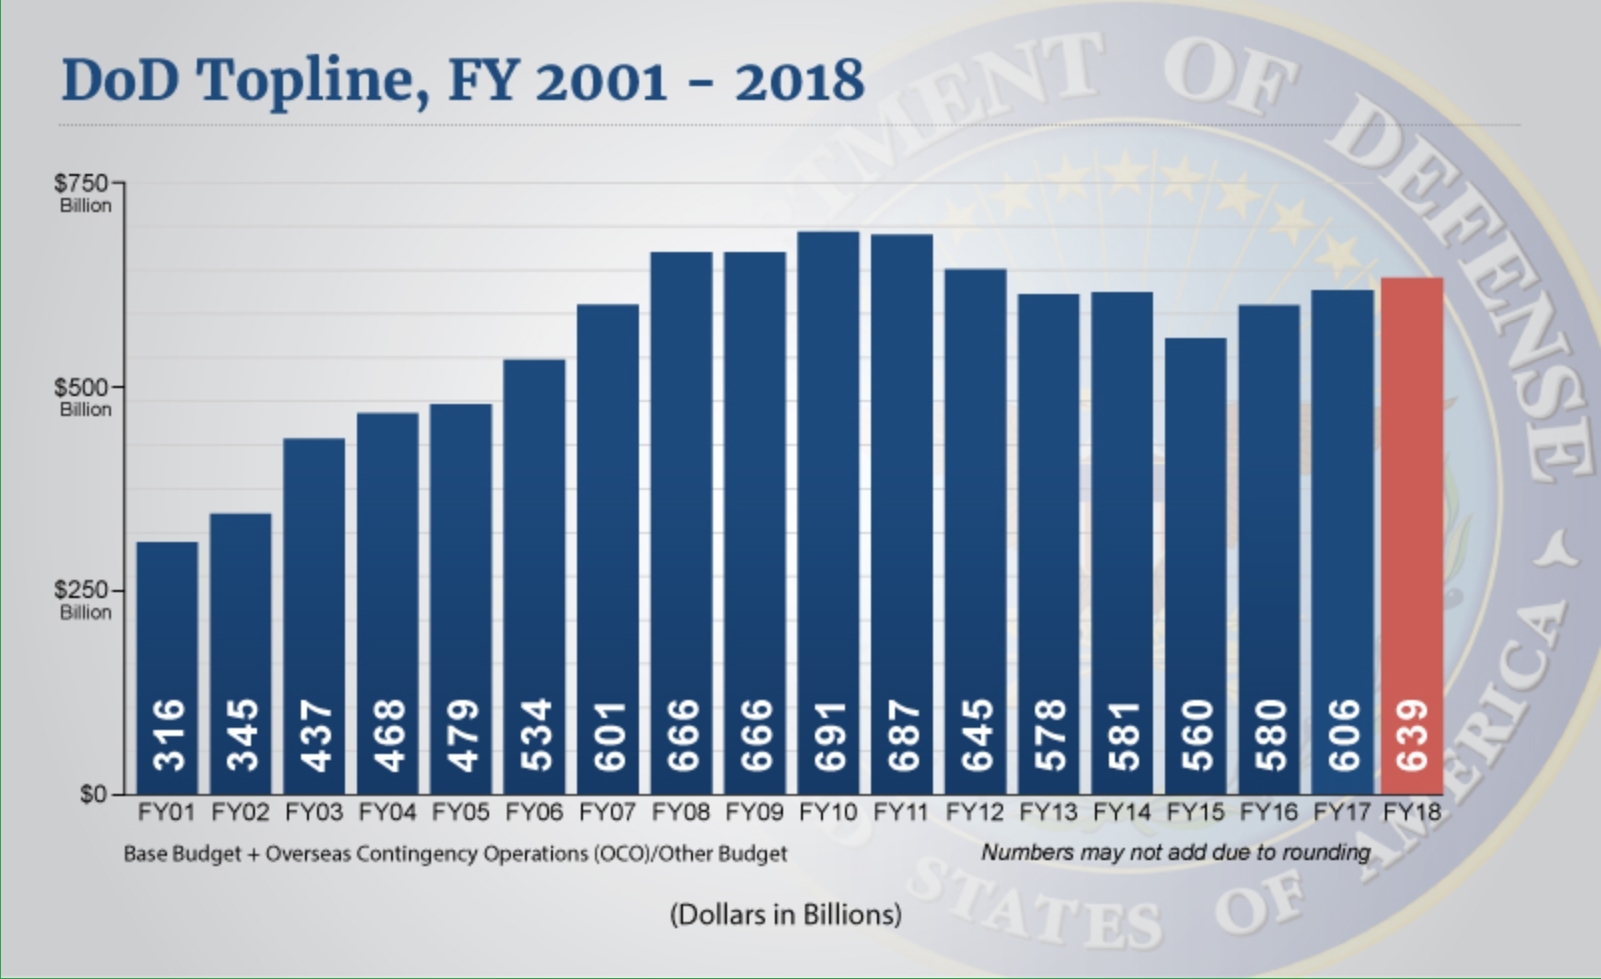 DoD Topline, FY 2001 - 2018
$750
Billion
$500
Billion
$250
Billion
$0
316
345
437
468
479
534
601
666
666
691
687
645
578
581
560
580
606
639
FY01 FY02 FY03 FY04 FY05 FY06 FY07 FY08 FY09 FY10 FY11 FY12 FY13 FY14 FY15 FY16 FY17 FY18
Base Budget + Overseas Contingency Operations (OCO)/Other Budget
Numbers may not add due to rounding
(Dollars in Billions)
OF DEFENSE
STATES OF AMERICA